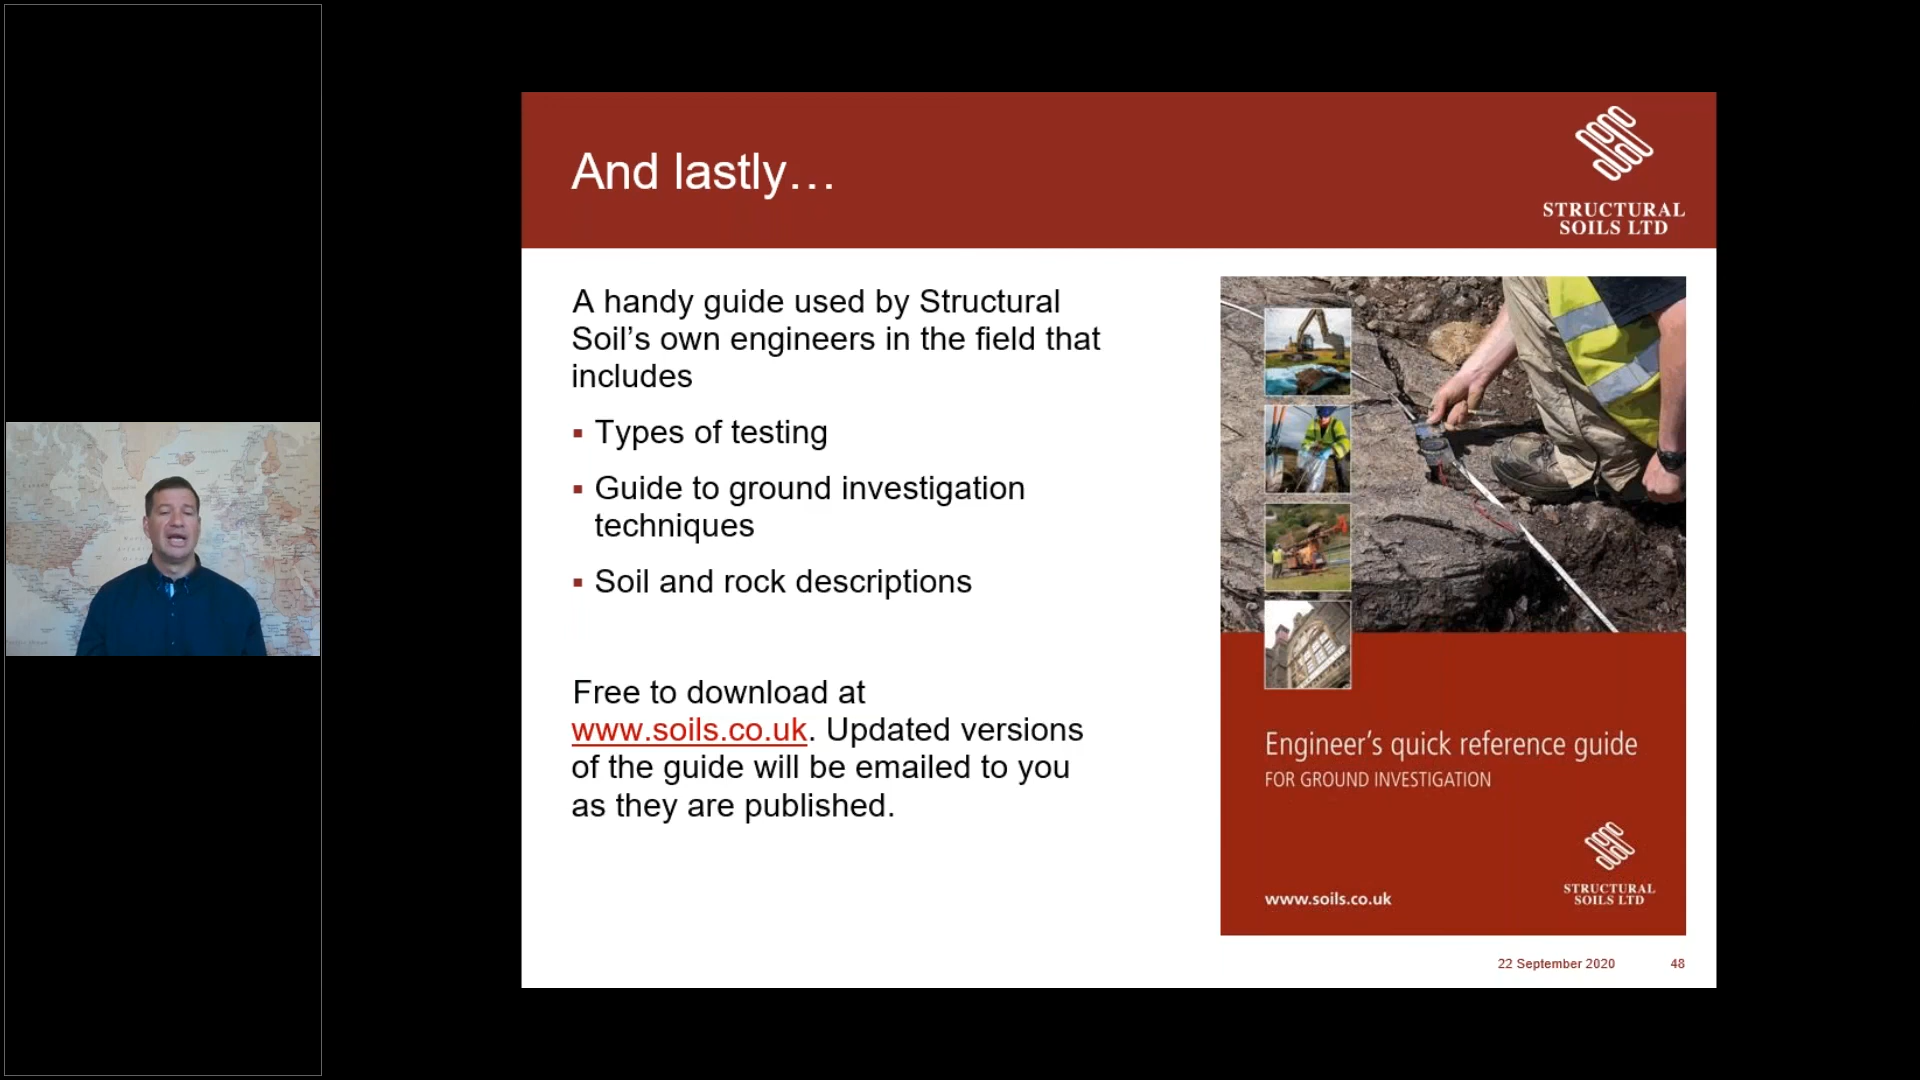 And lastly…
STRUCTURAL
SOILS LTD
A handy guide used by Structural
Soil’s own engineers in the field that
includes
▪ Types of testing
▪ Guide to ground investigation
techniques
▪ Soil and rock descriptions
Free to download at
www.soils.co.uk. Updated versions
of the guide will be emailed to you
as they are published.
Engineer’s quick reference guide
FOR GROUND INVESTIGATION
www.soils.co.uk
STRUCTURAL
SOILS LTD
22 September 2020
48